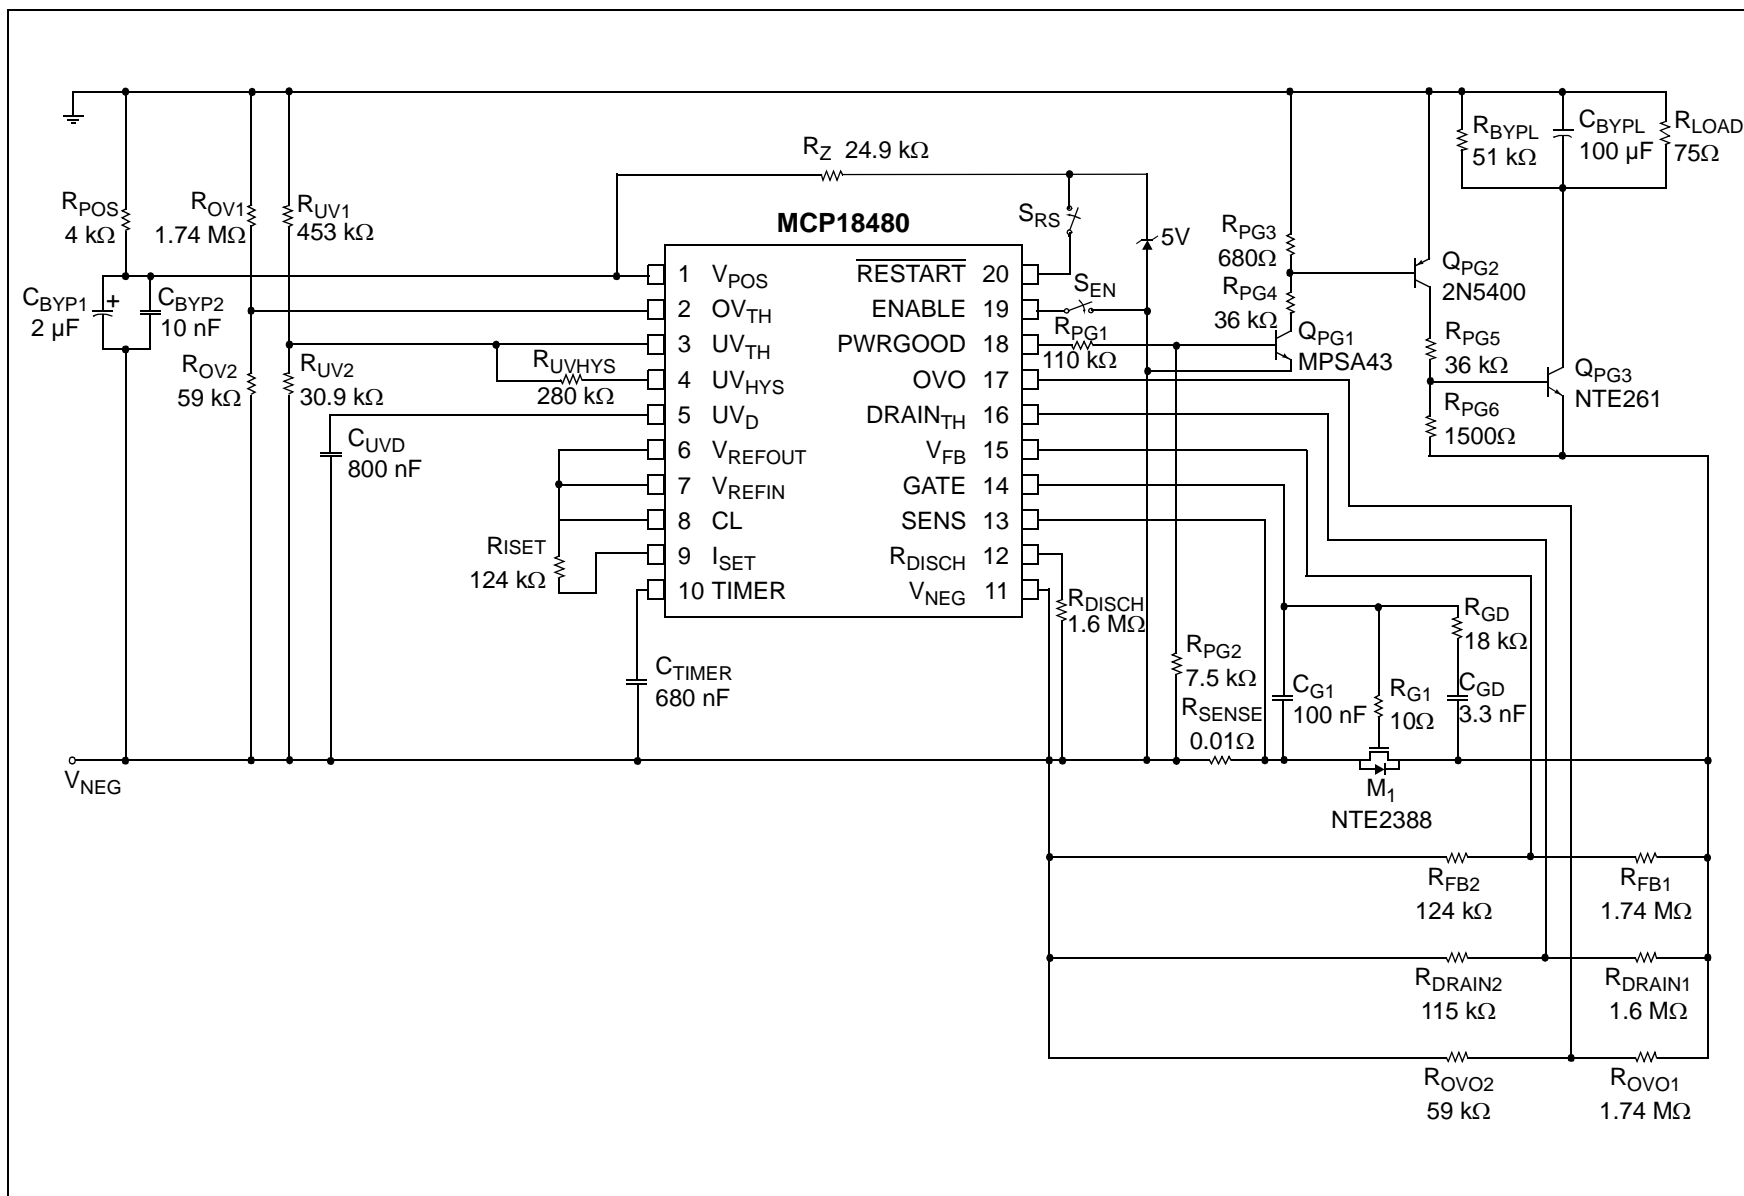 R_BYPL
51 kΩ
C_BYPL
100 µF
R_LOAD
75Ω
R_Z 24.9 kΩ
R_POS
4 kΩ
R_OV1
1.74 MΩ
R_UV1
453 kΩ
MCP18480
S_RS
5V
R_PG3
680Ω
Q_PG2
2N5400
C_BYP1
2 µF
+
C_BYP2
10 nF
1 V_POS
2 OV_TH
3 UV_TH
4 UV_HYS
5 UV_D
6 V_REFOUT
7 V_REFIN
8 CL
9 I_SET
10 TIMER
RESTART 20
ENABLE 19
PWRGOOD 18
OVO 17
DRAIN_TH 16
V_FB 15
GATE 14
SENS 13
R_DISCH 12
V_NEG 11
S_EN
R_PG1
110 kΩ
R_PG4
36 kΩ
Q_PG1
MPSA43
R_PG5
36 kΩ
Q_PG3
NTE261
R_PG6
1500Ω
R_OV2
59 kΩ
R_UV2
30.9 kΩ
R_UVHYS
280 kΩ
C_UVD
800 nF
RISET
124 kΩ
C_TIMER
680 nF
R_DISCH
1.6 MΩ
R_PG2
7.5 kΩ
R_SENSE
0.01Ω
C_G1
100 nF
R_G1
10Ω
R_GD
18 kΩ
C_GD
3.3 nF
V_NEG
M_1
NTE2388
R_FB2
124 kΩ
R_FB1
1.74 MΩ
R_DRAIN2
115 kΩ
R_DRAIN1
1.6 MΩ
R_OVO2
59 kΩ
R_OVO1
1.74 MΩ